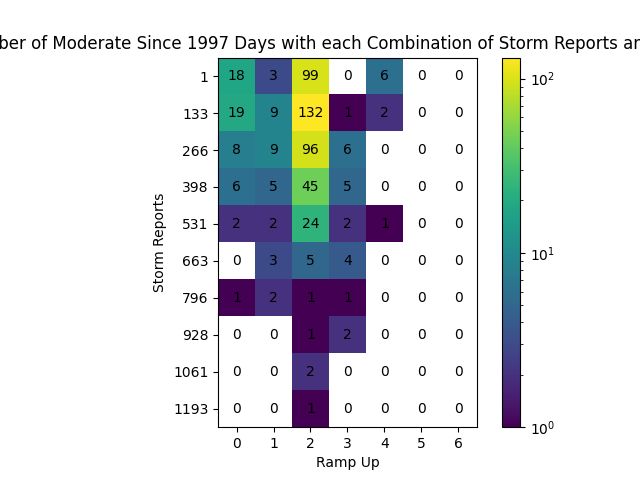 ber of Moderate Since 1997 Days with each Combination of Storm Reports a
1 18 3 99 0 6 0 0
133 19 9 132 1 2 0 0
266 8 9 96 6 0 0 0
398 6 5 45 5 0 0 0
531 2 2 24 2 1 0 0
663 0 3 5 4 0 0 0
796 1 2 1 1 0 0 0
928 0 0 1 2 0 0 0
1061 0 0 2 0 0 0 0
1193 0 0 1 0 0 0 0
0 1 2 3 4 5 6
Ramp Up
Storm Reports
10²
10¹
10⁰